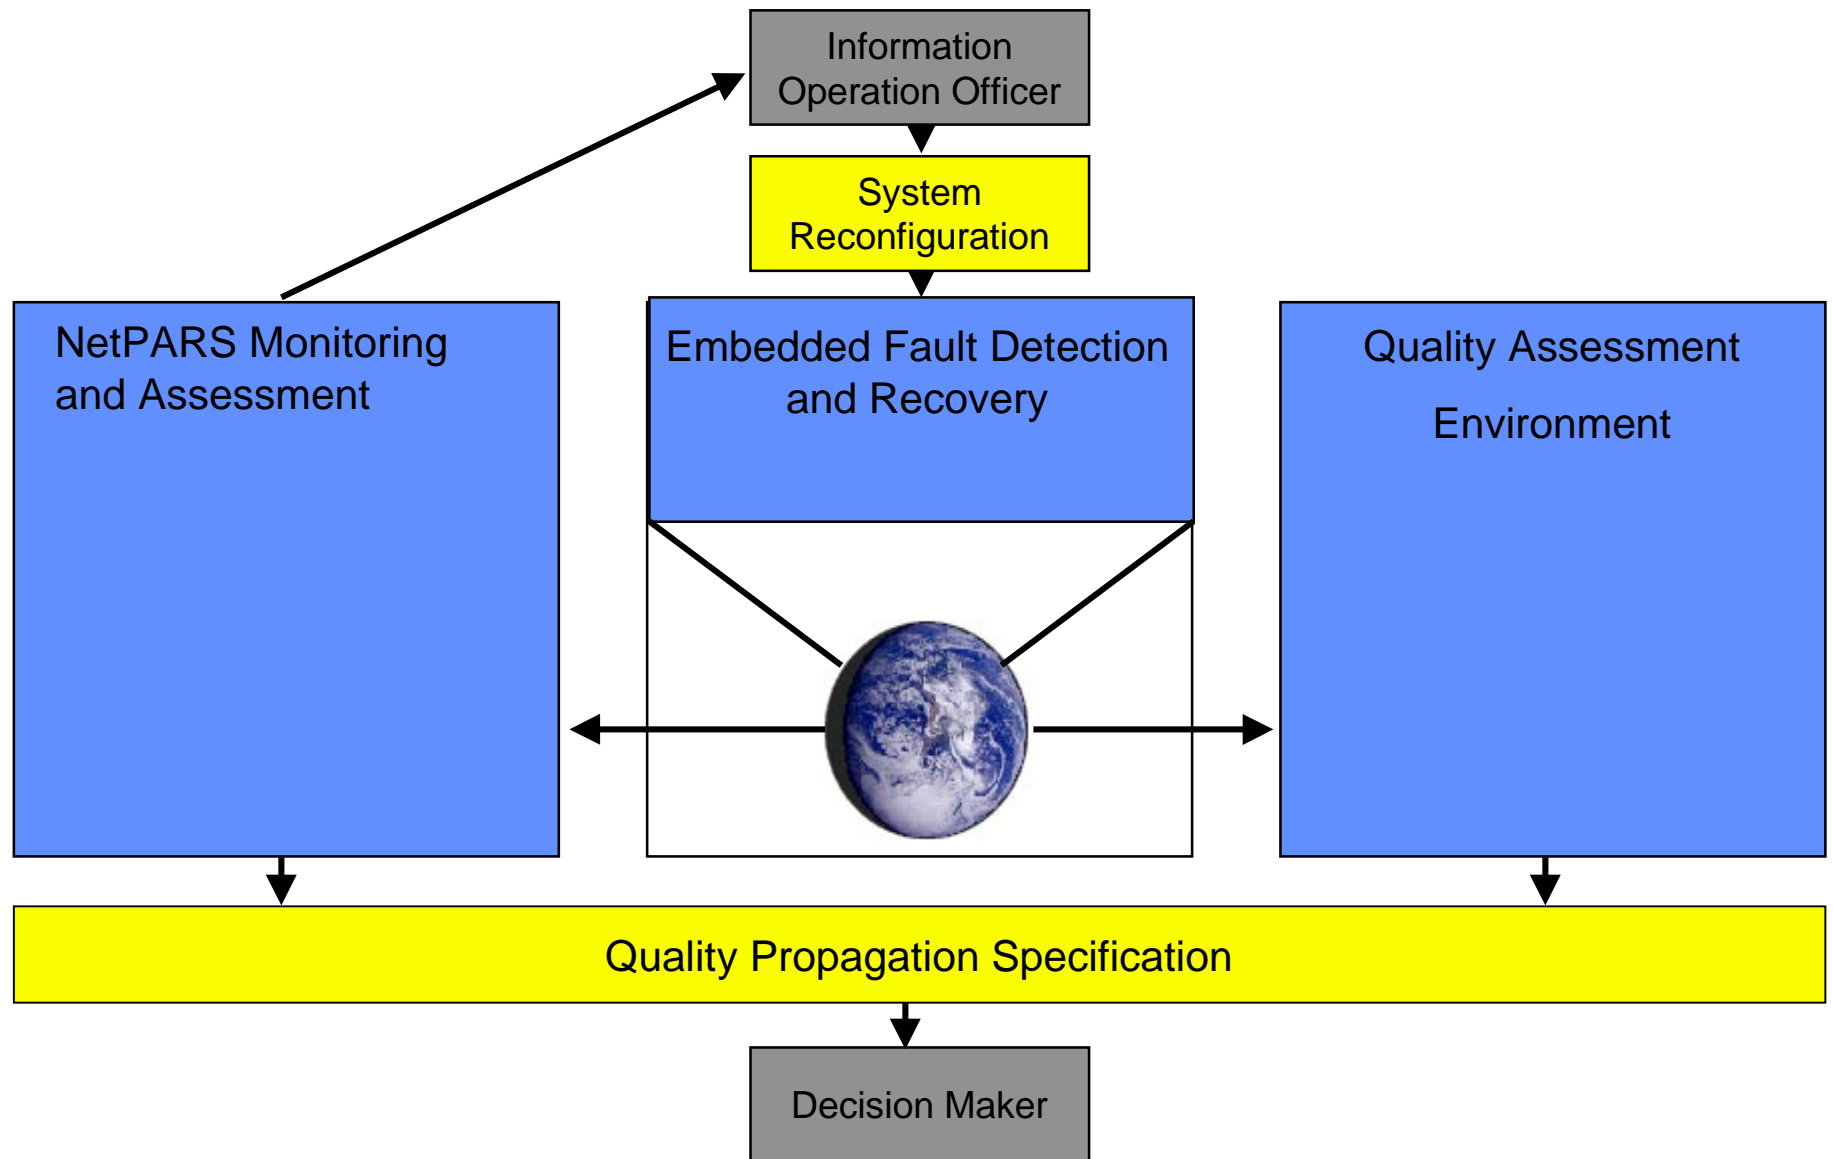 Information
Operation Officer
System
Reconfiguration
NetPARS Monitoring
and Assessment
Embedded Fault Detection
and Recovery
Quality Assessment
Environment
Quality Propagation Specification
Decision Maker